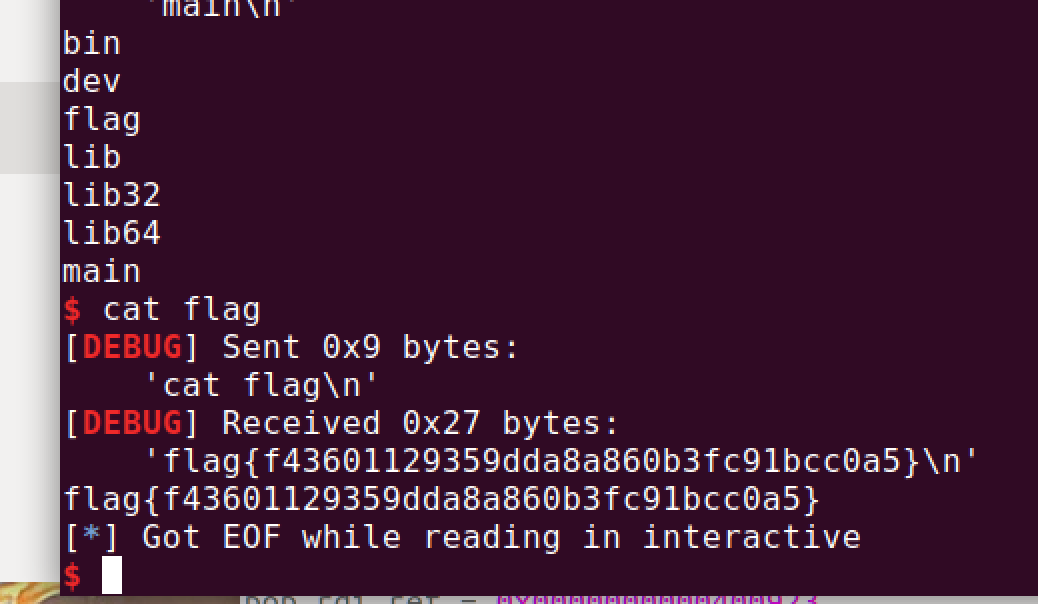 'main\n'
bin
dev
flag
lib
lib32
lib64
main
$ cat flag
[DEBUG] Sent 0x9 bytes:
'cat flag\n'
[DEBUG] Received 0x27 bytes:
'flag{f43601129359dda8a860b3fc91bcc0a5}\n'
flag{f43601129359dda8a860b3fc91bcc0a5}
[*] Got EOF while reading in interactive
$